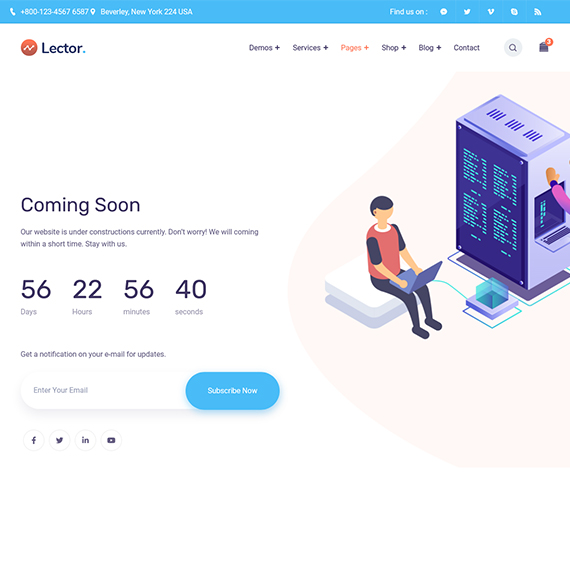 +800-123-4567 6587 Beverley, New York 224 USA Find us on :
Lector. Demos + Services + Pages + Shop + Blog + Contact 3
Coming Soon
Our website is under constructions currently. Don't worry! We will coming
within a short time. Stay with us.
56 22 56 40
Days Hours minutes seconds
Get a notification on your e-mail for updates.
Enter Your Email Subscribe Now